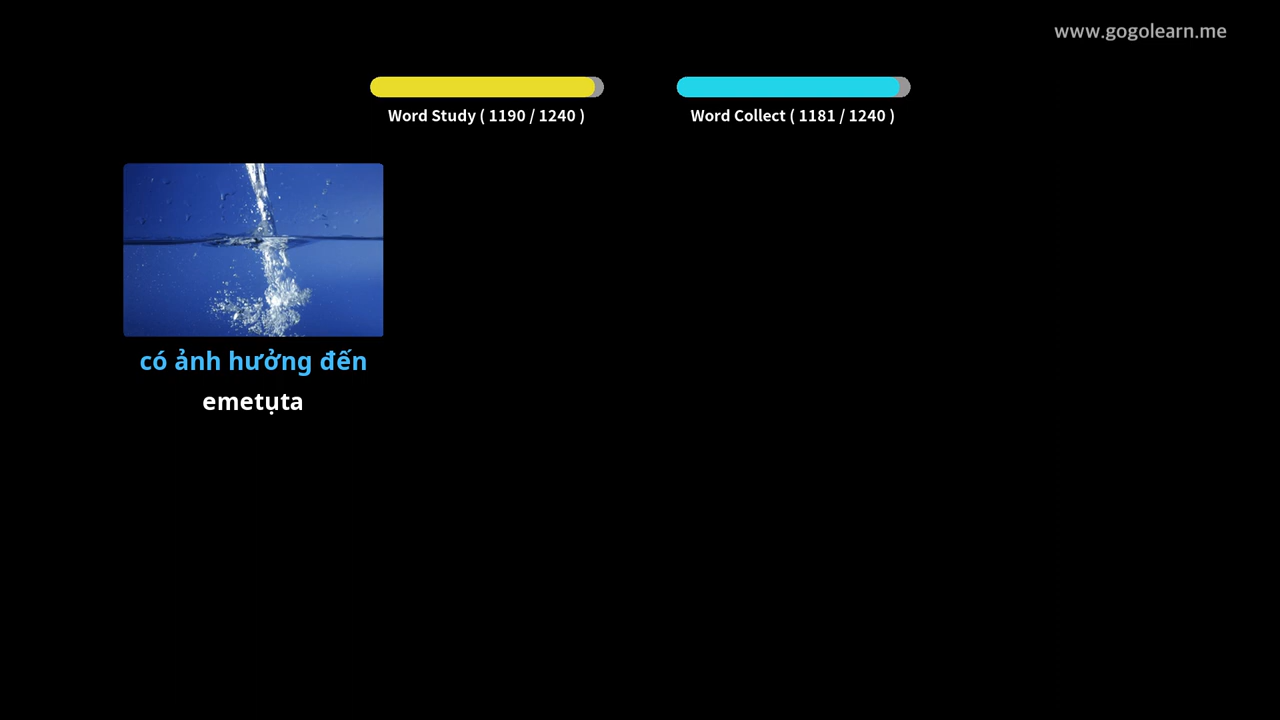 www.gogolearn.me
Word Study ( 1190 / 1240 )
Word Collect ( 1181 / 1240 )
có ảnh hưởng đến
emetụta